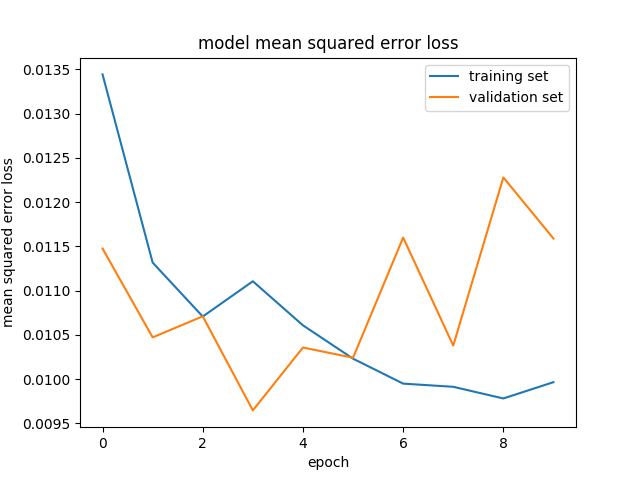 model mean squared error loss
training set
validation set
mean squared error loss
0.0135
0.0130
0.0125
0.0120
0.0115
0.0110
0.0105
0.0100
0.0095
0 2 4 6 8
epoch